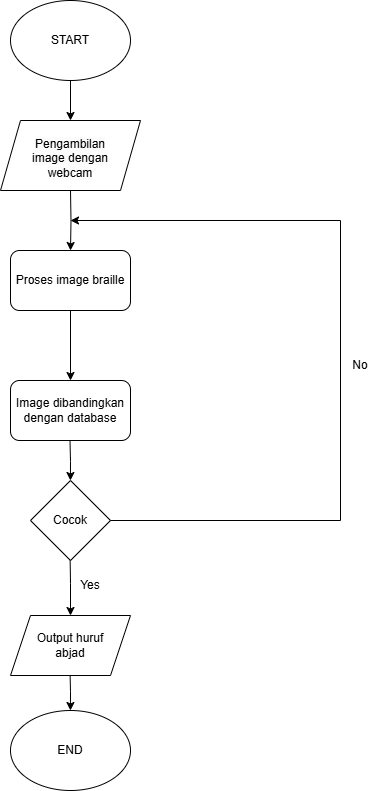 START
Pengambilan
image dengan
webcam
Proses image braille
No
Image dibandingkan
dengan database
Cocok
Yes
Output huruf
abjad
END